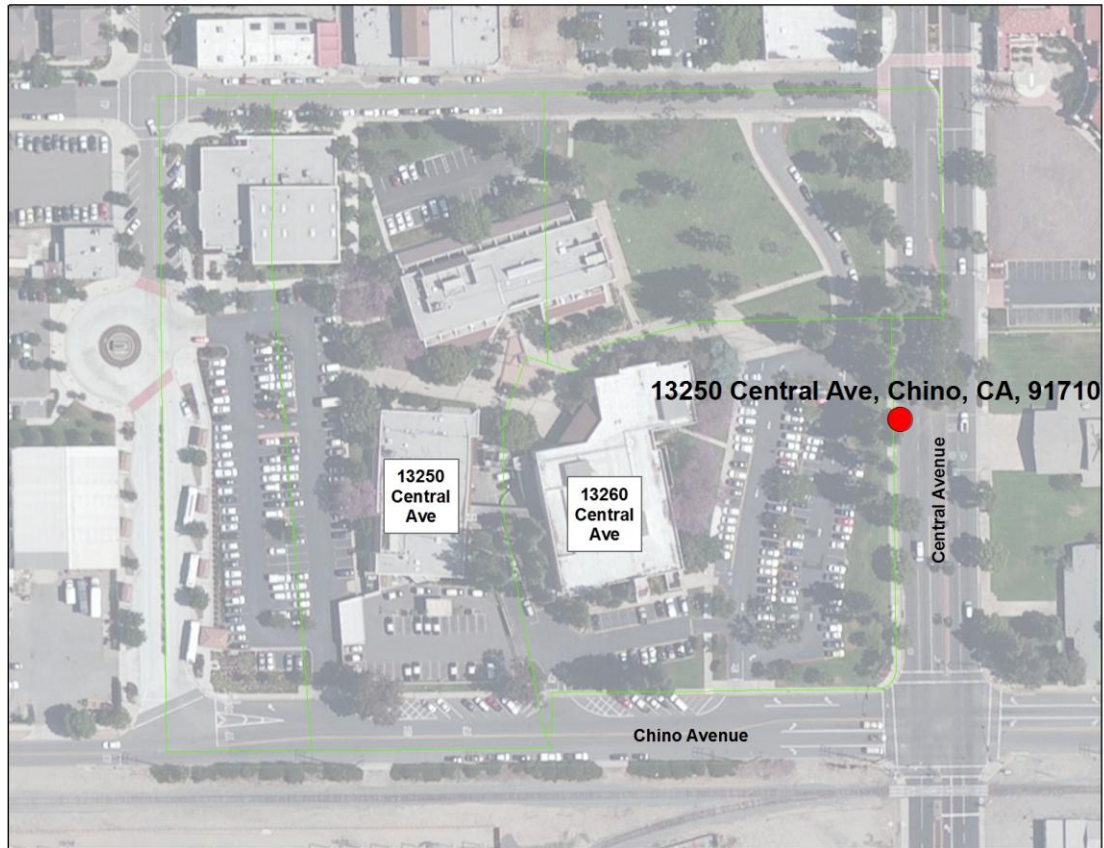 13250 Central Ave, Chino, CA, 91710
13250
Central
Ave
13260
Central
Ave
Central Avenue
Chino Avenue